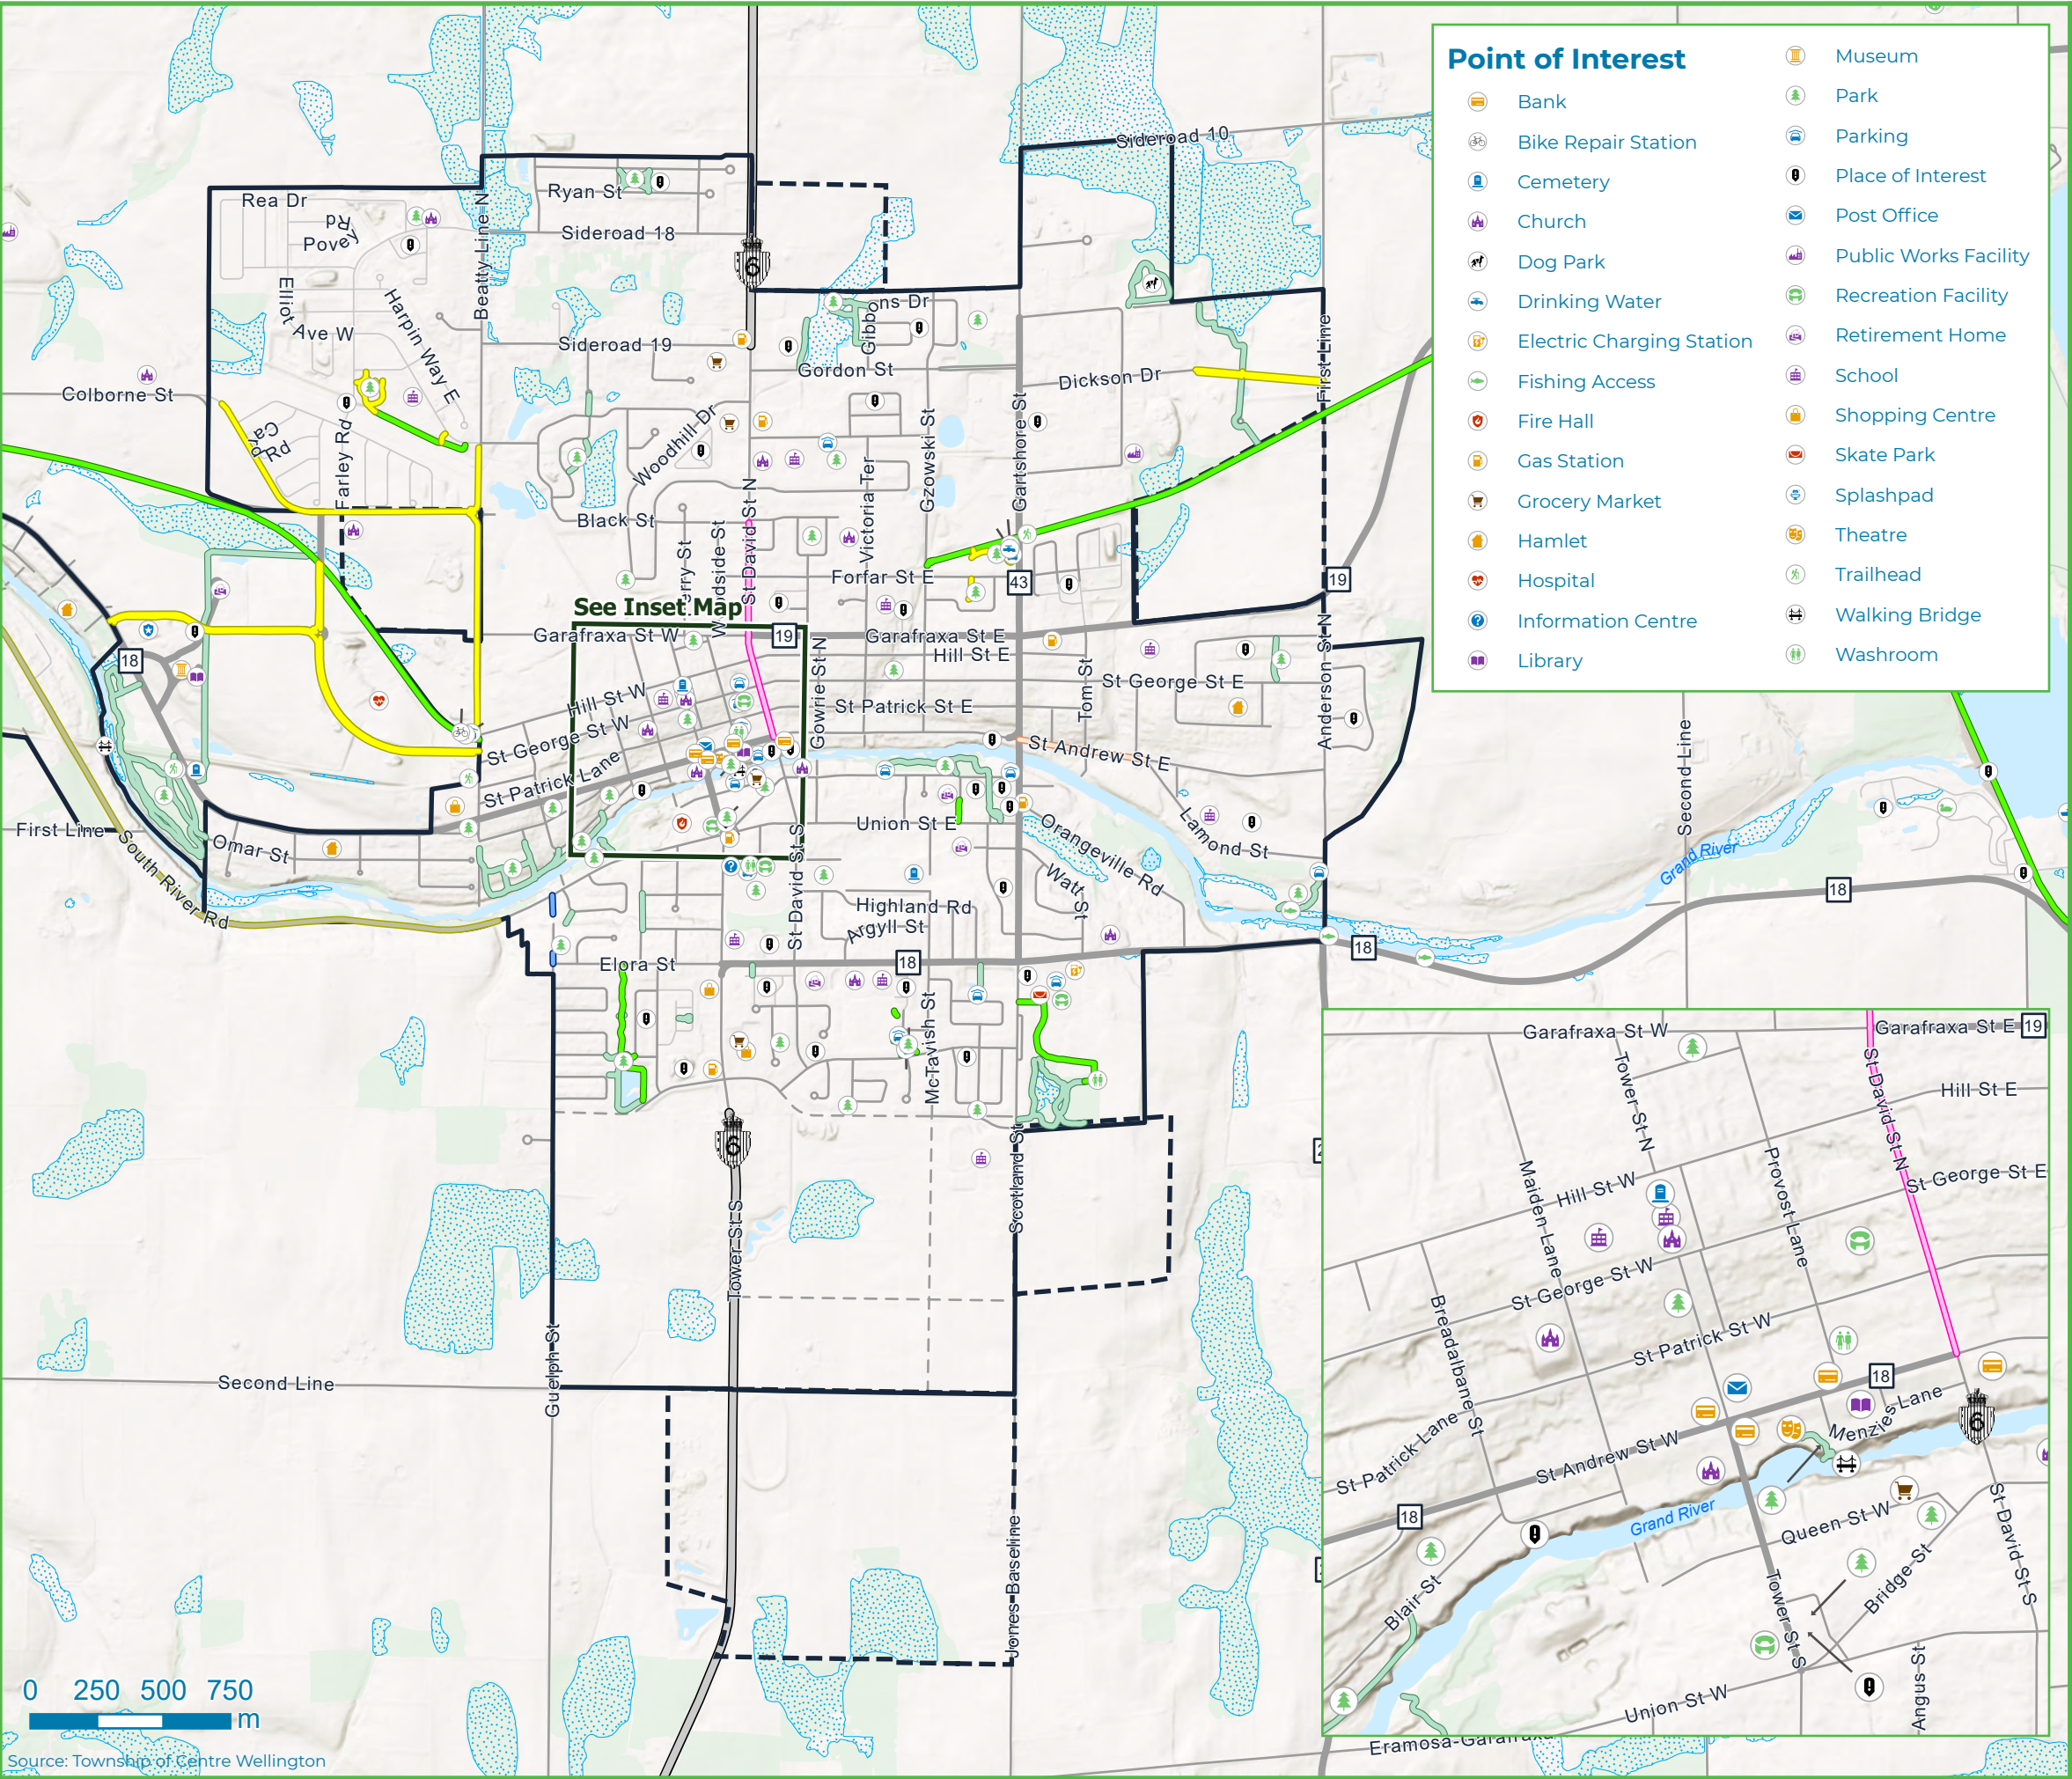 Point of Interest
Bank
Bike Repair Station
Cemetery
Church
Dog Park
Drinking Water
Electric Charging Station
Fishing Access
Fire Hall
Gas Station
Grocery Market
Hamlet
Hospital
Information Centre
Library
Museum
Park
Parking
Place of Interest
Post Office
Public Works Facility
Recreation Facility
Retirement Home
School
Shopping Centre
Skate Park
Splashpad
Theatre
Trailhead
Walking Bridge
Washroom
Sideroad 10
Rea Dr
Povey
Rd
Ryan St
Sideroad 18
Beatty Line N
6
Elliot
Ave W
Harpin Way E
Sideroad 19
Gibbons Dr
Gordon St
Dickson Dr
First Line
Colborne St
Card
Rd
Farley Rd
Woodhill Dr
Black St
St David St N
Victoria Ter
Gzowski St
Gartshore St
Forfar St E
43
19
See Inset Map
Garafraxa St W
19
Garafraxa St E
Hill St E
Gowrie St N
Tom St
St George St E
Anderson St N
18
Hill St W
St George St W
St Patrick Lane
St Patrick St E
St Andrew St E
Second Line
First Line
South River Rd
Omar St
Union St E
Orangeville Rd
Lamond St
Watt St
Grand River
18
St David St S
Highland Rd
Argyll St
Elora St
18
18
McTavish St
6
Tower St S
Scotland St
Guelph St
Second Line
Jones Baseline
Garafraxa St W
Garafraxa St E
19
Tower St N
St David St N
Hill St E
Hill St W
Maiden Lane
Provost Lane
St George St E
St George St W
Breadalbane St
St Patrick St W
18
St Patrick Lane
St Andrew St W
Menzies Lane
6
18
Grand River
Queen St W
St David St S
Blair St
Bridge St
Tower St S
Angus St
Union St W
0 250 500 750
m
Source: Township of Centre Wellington